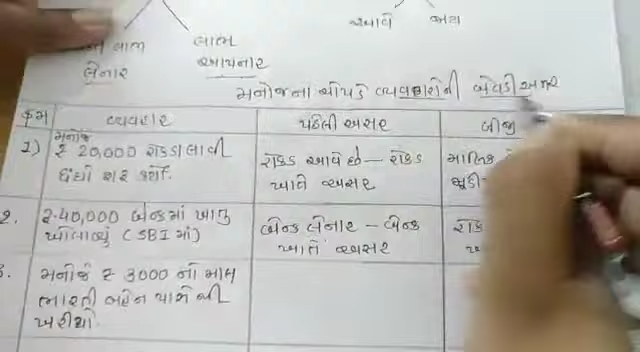 આવે જાય
લાભ લાભ
લેનાર આપનાર
મનોજના ચોપડે વ્યવહારોની બેવડી અસર
ક્રમ વ્યવહાર પહેલી અસર બીજી
1) મનોજે
₹ 20,000 રોકડા લાવી રોકડ આવે છે – રોકડ માલિક
ધંધો શરૂ કર્યો. ખાતે અસર મૂડી
2. ₹ 40,000 બેન્કમાં ખાતુ બેન્ક લેનાર – બેન્ક રોક
ખોલાવ્યું (SBI માં) ખાતે અસર ખા
3. મનોજે ₹ 3000 નો માલ
ભારતી બહેન પાસેથી
ખરીદ્યો.